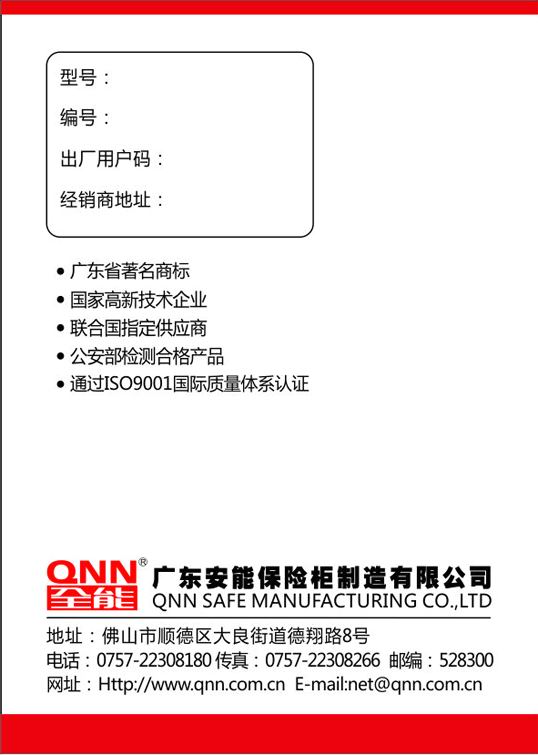 型号：
编号：
出厂用户码：
经销商地址：
•广东省著名商标
•国家高新技术企业
•联合国指定供应商
•公安部检测合格产品
•通过ISO9001国际质量体系认证
QNN®
全能
广东安能保险柜制造有限公司
QNN SAFE MANUFACTURING CO.,LTD
地址：佛山市顺德区大良街道德翔路8号
电话：0757-22308180 传真：0757-22308266 邮编：528300
网址：Http://www.qnn.com.cn E-mail:net@qnn.com.cn